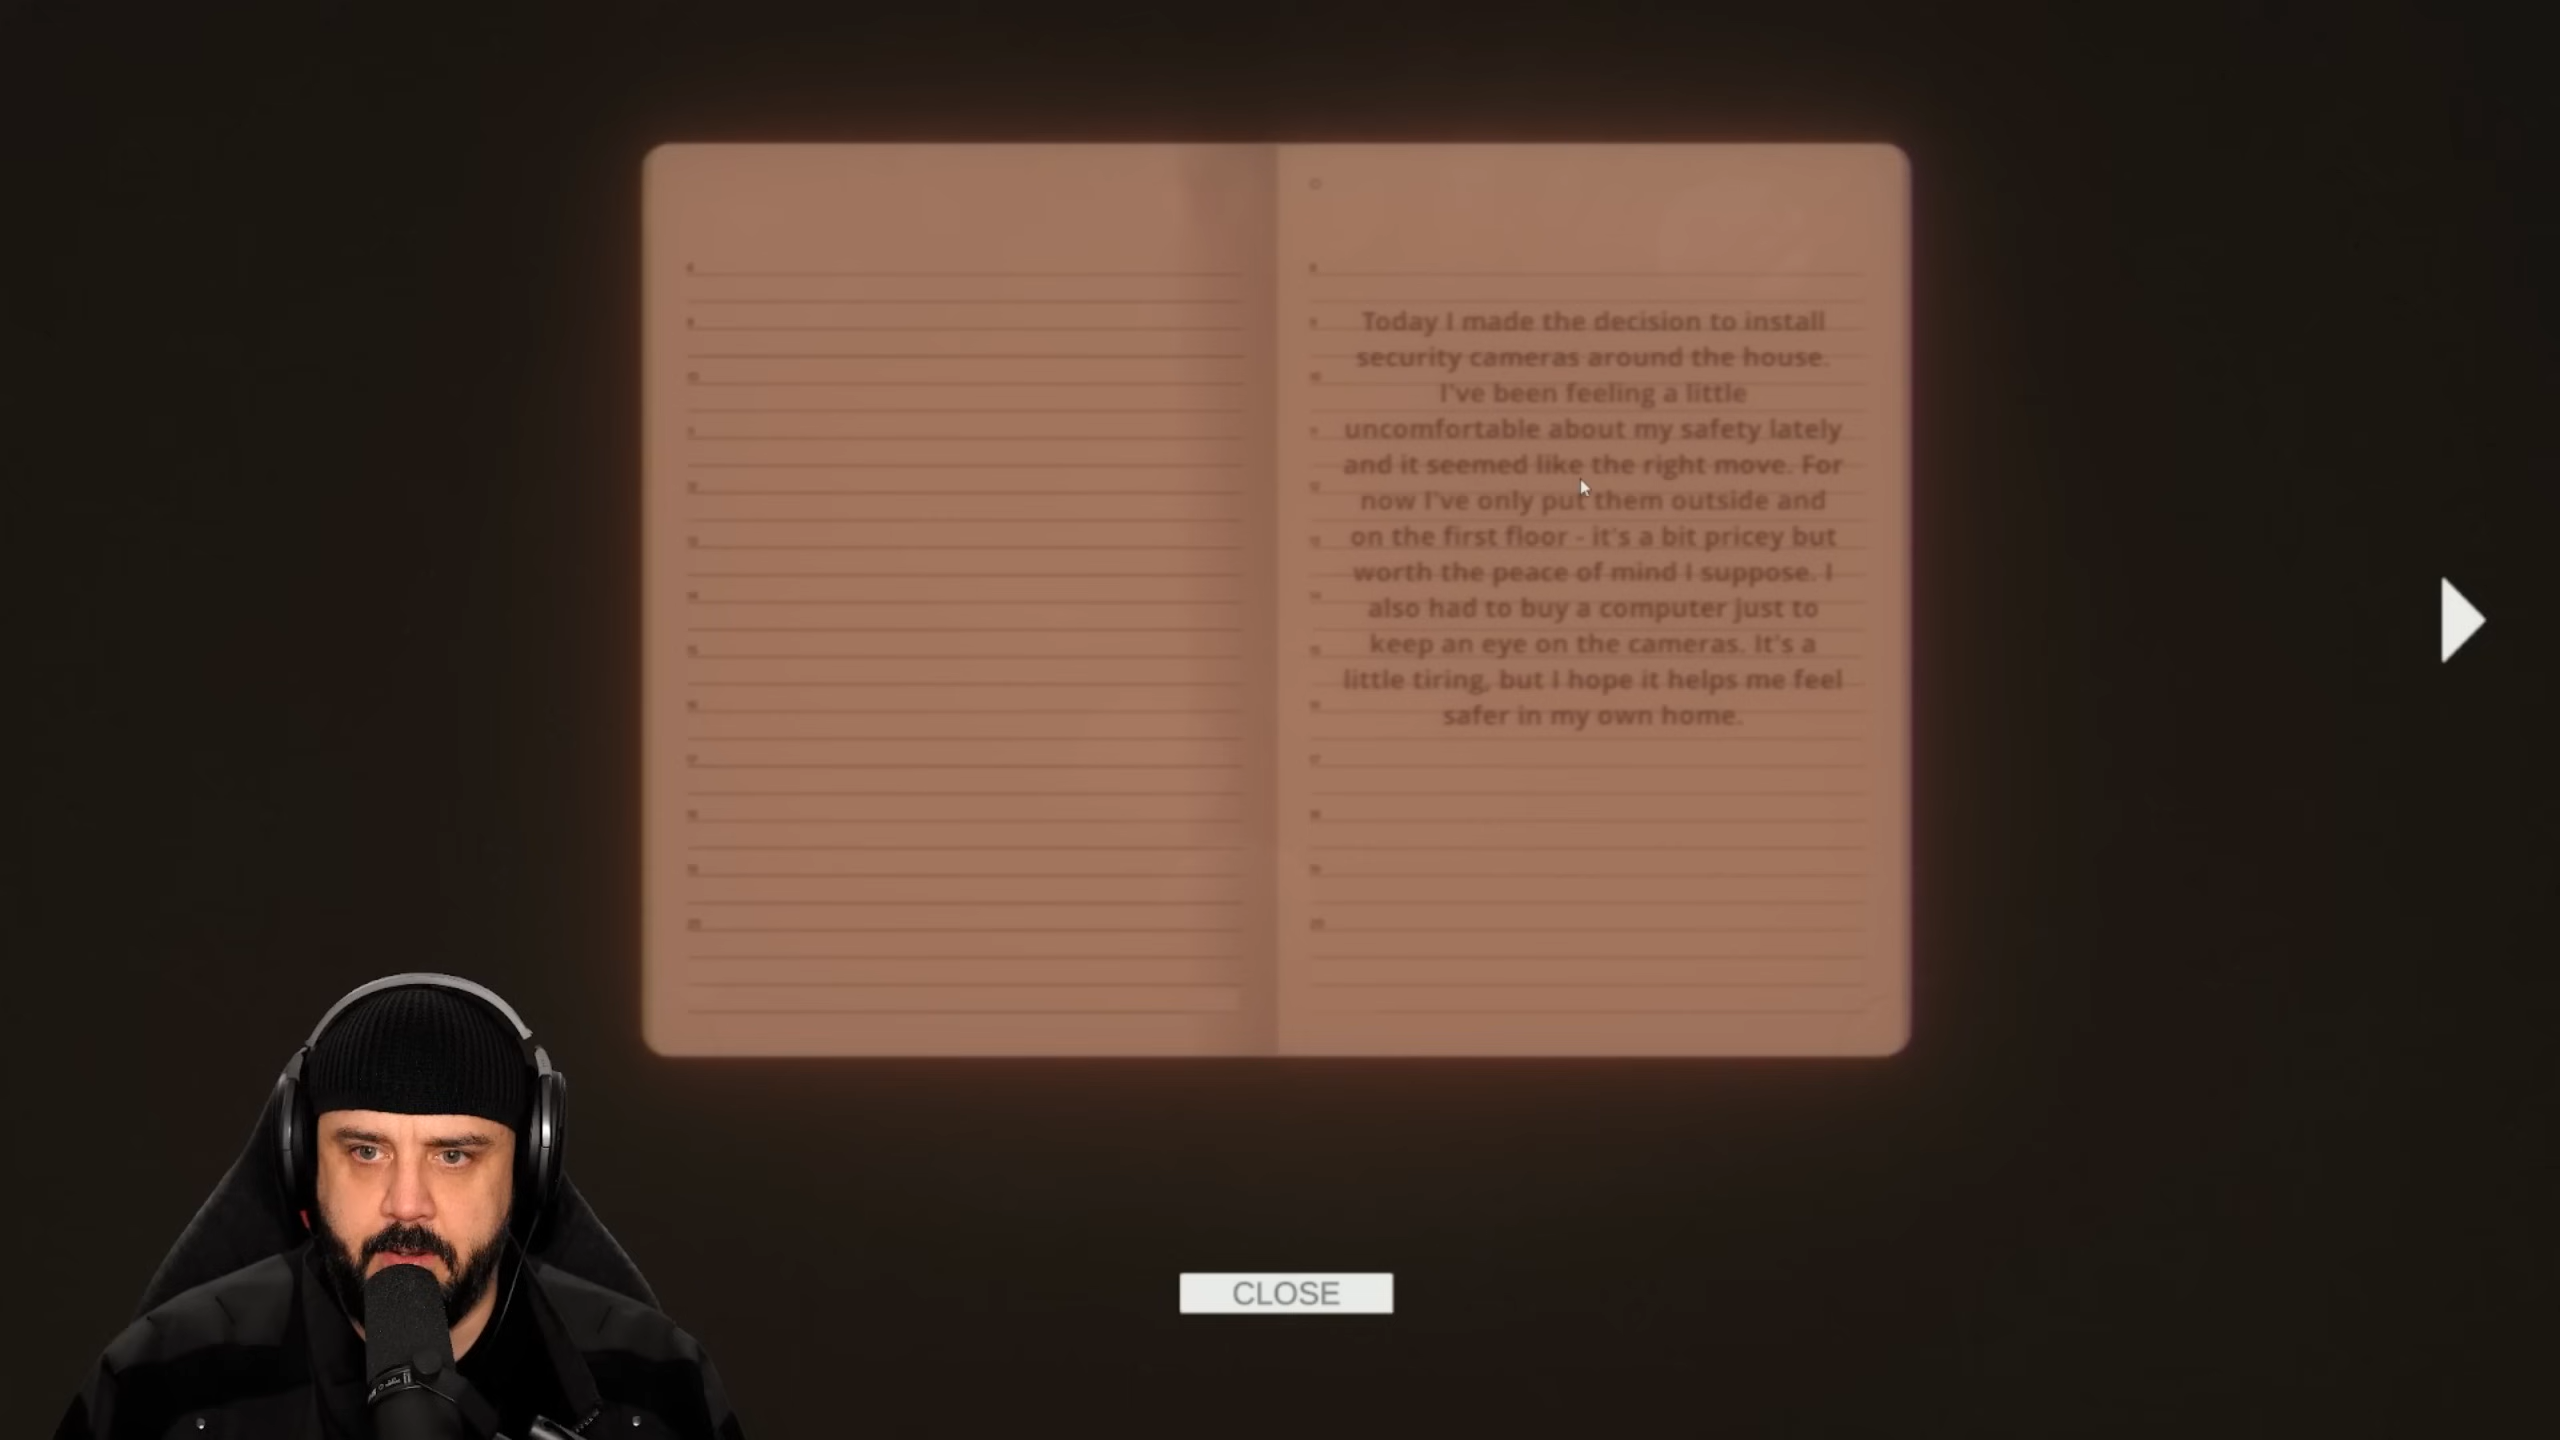 Today I made the decision to install
security cameras around the house.
I've been feeling a little
uncomfortable about my safety lately
and it seemed like the right move. For
now I've only put them outside and
on the first floor - it's a bit pricey but
worth the peace of mind I suppose. I
also had to buy a computer just to
keep an eye on the cameras. It's a
little tiring, but I hope it helps me feel
safer in my own home.
CLOSE